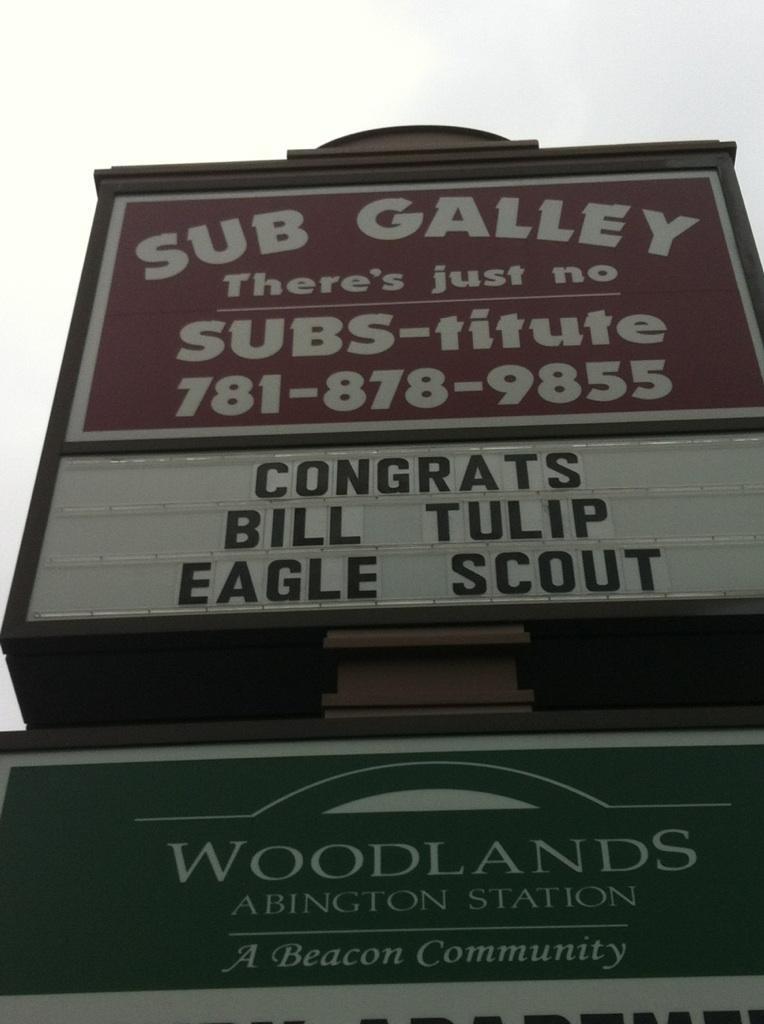 SUB GALLEY
There's just no
SUBS-titute
781-878-9855
CONGRATS
BILL TULIP
EAGLE SCOUT
WOODLANDS
ABINGTON STATION
A Beacon Community